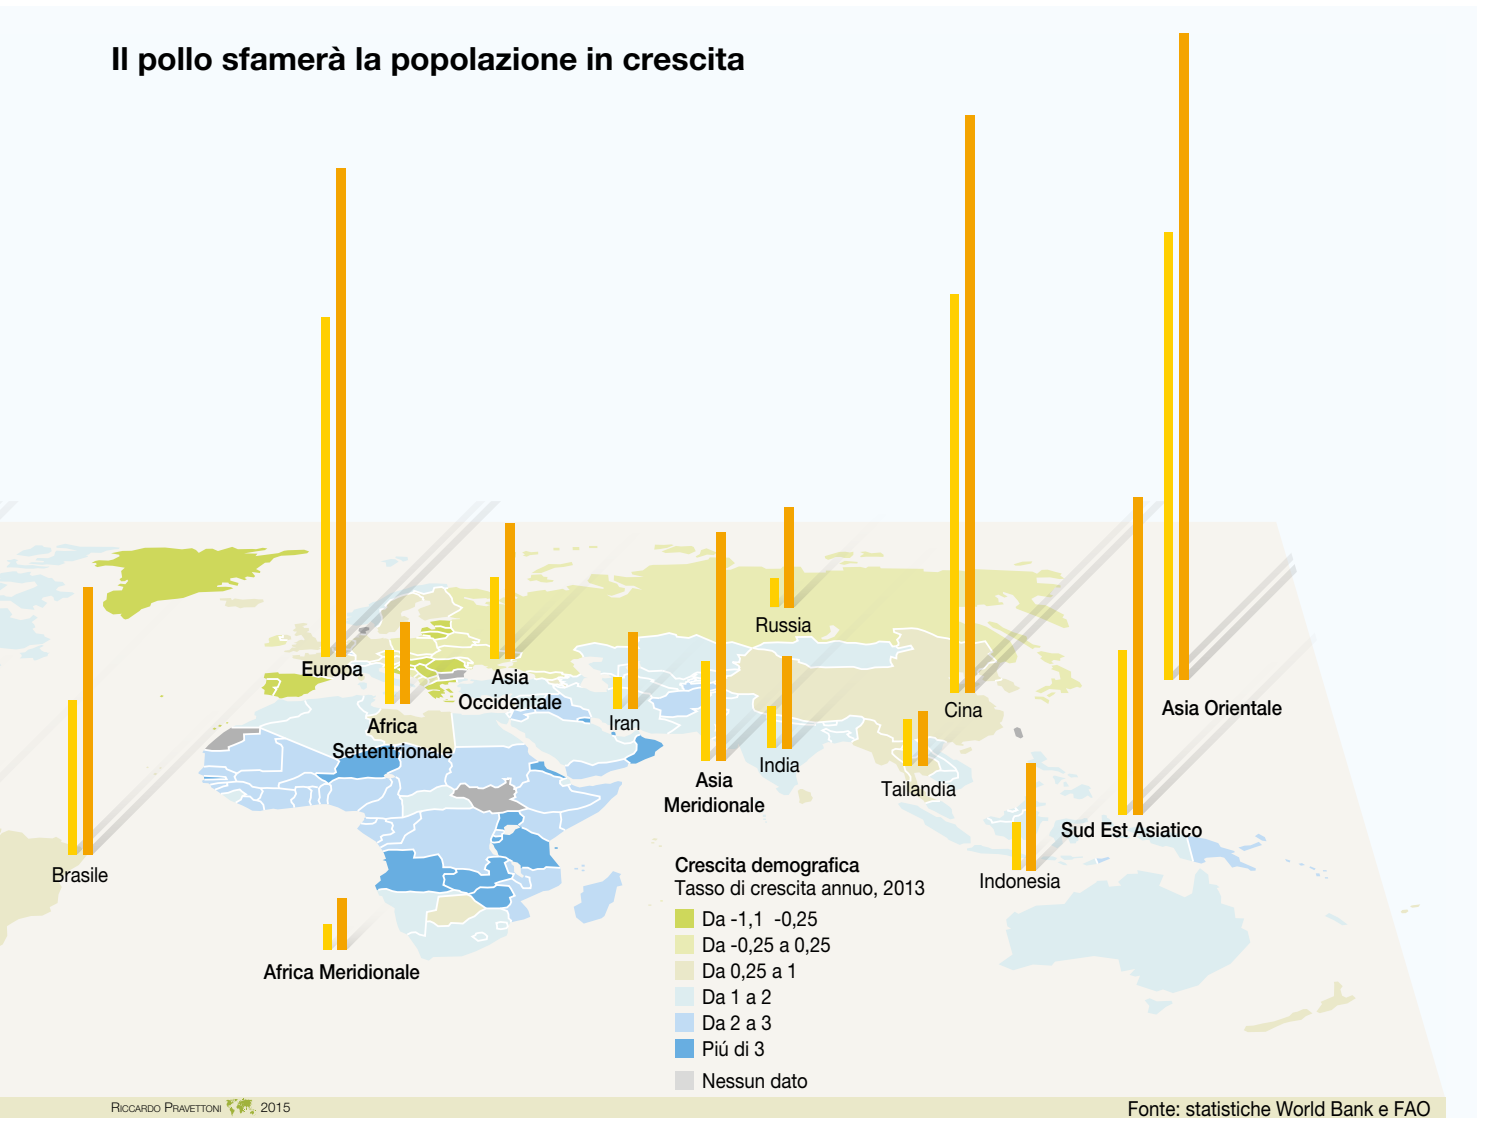 Il pollo sfamerà la popolazione in crescita
Europa
Asia
Occidentale
Africa
Settentrionale
Russia
Iran
Asia
Meridionale
India
Cina
Tailandia
Asia Orientale
Sud Est Asiatico
Indonesia
Brasile
Africa Meridionale
Crescita demografica
Tasso di crescita annuo, 2013
Da -1,1 -0,25
Da -0,25 a 0,25
Da 0,25 a 1
Da 1 a 2
Da 2 a 3
Piú di 3
Nessun dato
Riccardo Pravettoni 2015
Fonte: statistiche World Bank e FAO